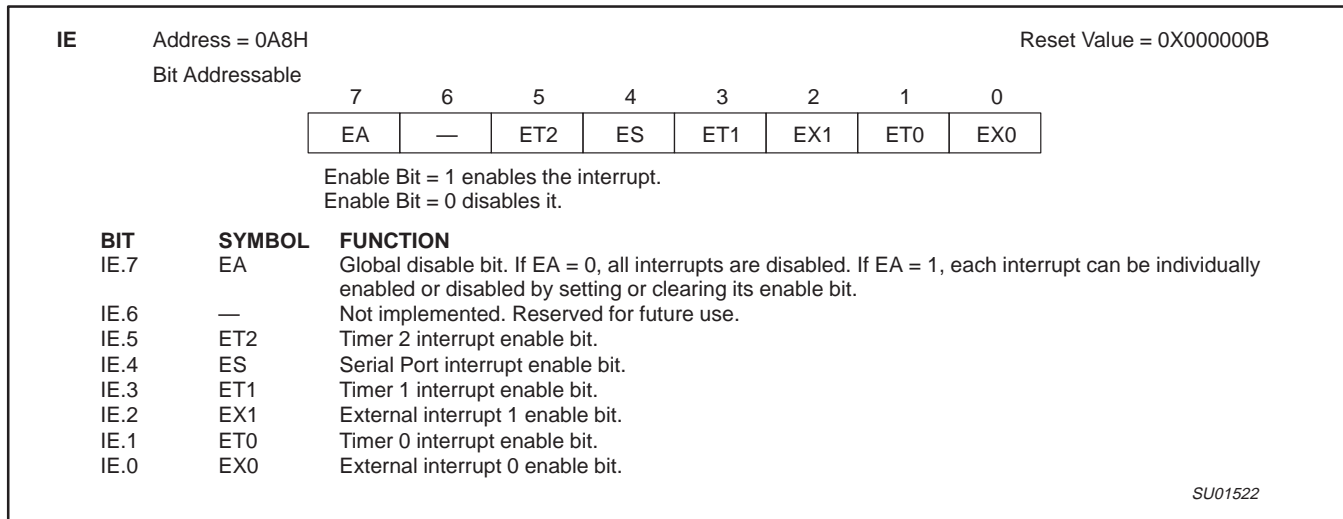 IE Address = 0A8H Reset Value = 0X000000B
Bit Addressable
7 6 5 4 3 2 1 0
EA — ET2 ES ET1 EX1 ET0 EX0
Enable Bit = 1 enables the interrupt.
Enable Bit = 0 disables it.
BIT SYMBOL FUNCTION
IE.7 EA Global disable bit. If EA = 0, all interrupts are disabled. If EA = 1, each interrupt can be individually
enabled or disabled by setting or clearing its enable bit.
IE.6 — Not implemented. Reserved for future use.
IE.5 ET2 Timer 2 interrupt enable bit.
IE.4 ES Serial Port interrupt enable bit.
IE.3 ET1 Timer 1 interrupt enable bit.
IE.2 EX1 External interrupt 1 enable bit.
IE.1 ET0 Timer 0 interrupt enable bit.
IE.0 EX0 External interrupt 0 enable bit.
SU01522